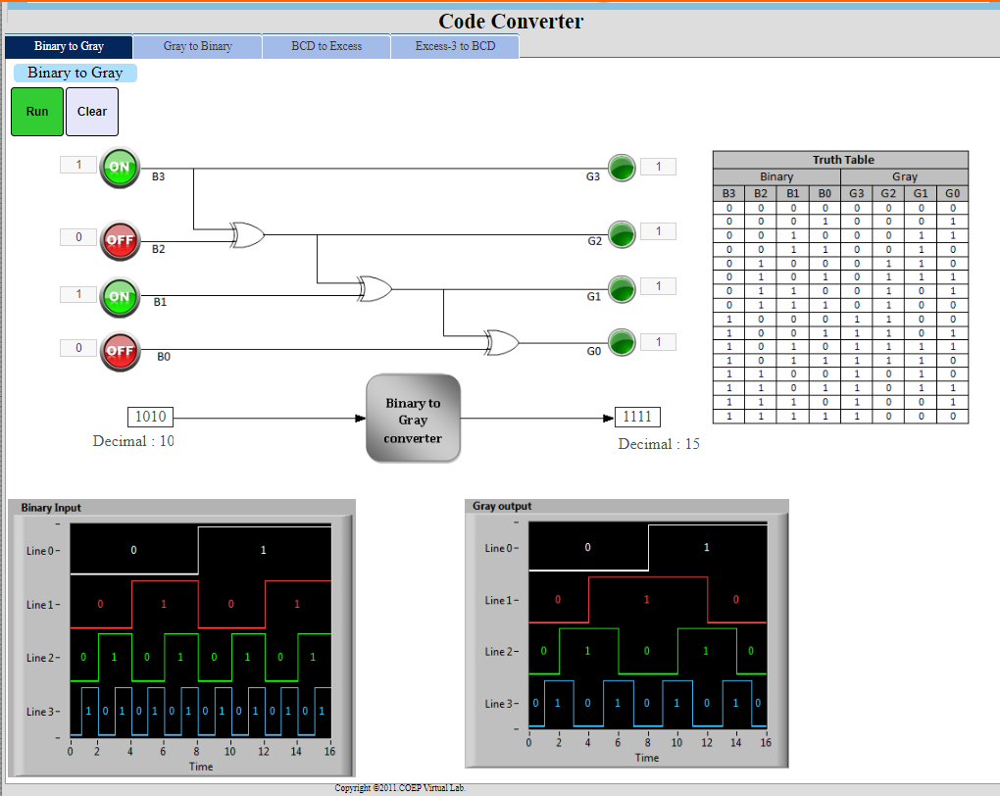 Code Converter
Binary to Gray Gray to Binary BCD to Excess Excess-3 to BCD
Binary to Gray
Run Clear
1 ON B3 G3 1
0 OFF B2 G2 1
1 ON B1 G1 1
0 OFF B0 G0 1
1010
Decimal : 10
Binary to
Gray
converter
1111
Decimal : 15
Truth Table
Binary Gray
B3 B2 B1 B0 G3 G2 G1 G0
0 0 0 0 0 0 0 0
0 0 0 1 0 0 0 1
0 0 1 0 0 0 1 1
0 0 1 1 0 0 1 0
0 1 0 0 0 1 1 0
0 1 0 1 0 1 1 1
0 1 1 0 0 1 0 1
0 1 1 1 0 1 0 0
1 0 0 0 1 1 0 0
1 0 0 1 1 1 0 1
1 0 1 0 1 1 1 1
1 0 1 1 1 1 1 0
1 1 0 0 1 0 1 0
1 1 0 1 1 0 1 1
1 1 1 0 1 0 0 1
1 1 1 1 1 0 0 0
Binary Input
Line 0 0 1
Line 1 0 1 0 1
Line 2 0 1 0 1 0 1 0 1
Line 3 1 0 1 0 1 0 1 0 1 0 1 0 1 0 1
0 2 4 6 8 10 12 14 16
Time
Gray output
Line 0 0 1
Line 1 0 1 0
Line 2 0 1 0 1 0
Line 3 0 1 0 1 0 1 0 1 0
0 2 4 6 8 10 12 14 16
Time
Copyright ©2011.COEP Virtual Lab.